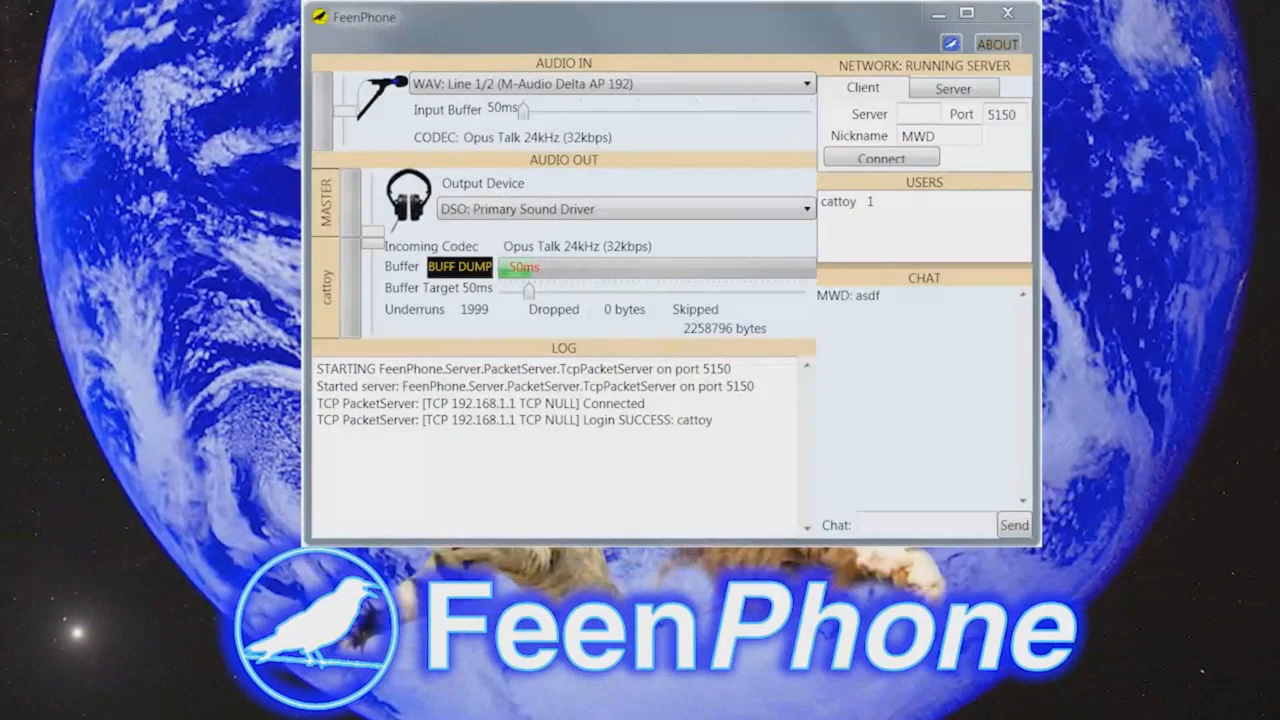 FeenPhone
ABOUT
AUDIO IN
WAV: Line 1/2 (M-Audio Delta AP 192)
Input Buffer 50ms
CODEC: Opus Talk 24kHz (32kbps)
AUDIO OUT
MASTER
Output Device
DSO: Primary Sound Driver
Incoming Codec Opus Talk 24kHz (32kbps)
cattoy
Buffer BUFF DUMP 50ms
Buffer Target 50ms
Underruns 1999 Dropped 0 bytes Skipped
2258796 bytes
LOG
STARTING FeenPhone.Server.PacketServer.TcpPacketServer on port 5150
Started server: FeenPhone.Server.PacketServer.TcpPacketServer on port 5150
TCP PacketServer: [TCP 192.168.1.1 TCP NULL] Connected
TCP PacketServer: [TCP 192.168.1.1 TCP NULL] Login SUCCESS: cattoy
NETWORK: RUNNING SERVER
Client Server
Server Port 5150
Nickname MWD
Connect
USERS
cattoy 1
CHAT
MWD: asdf
Chat: Send
FeenPhone